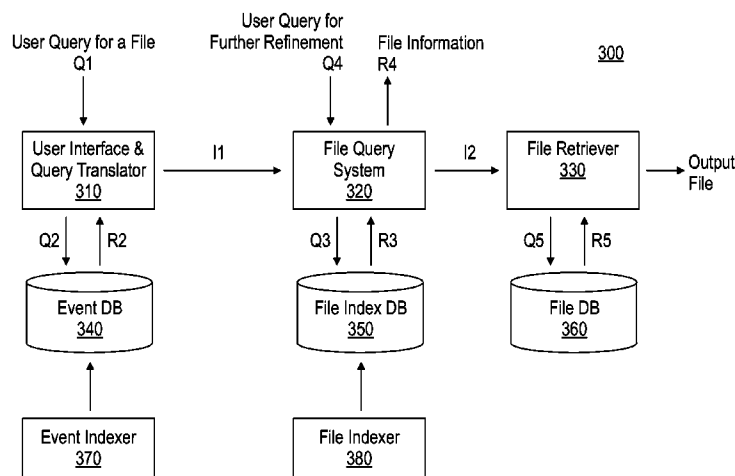 User Query for a File
Q1
User Query for
Further Refinement
Q4
File Information
R4
300
User Interface &
Query Translator
310
I1
File Query
System
320
I2
File Retriever
330
Output
File
Q2
R2
Q3
R3
Q5
R5
Event DB
340
File Index DB
350
File DB
360
Event Indexer
370
File Indexer
380